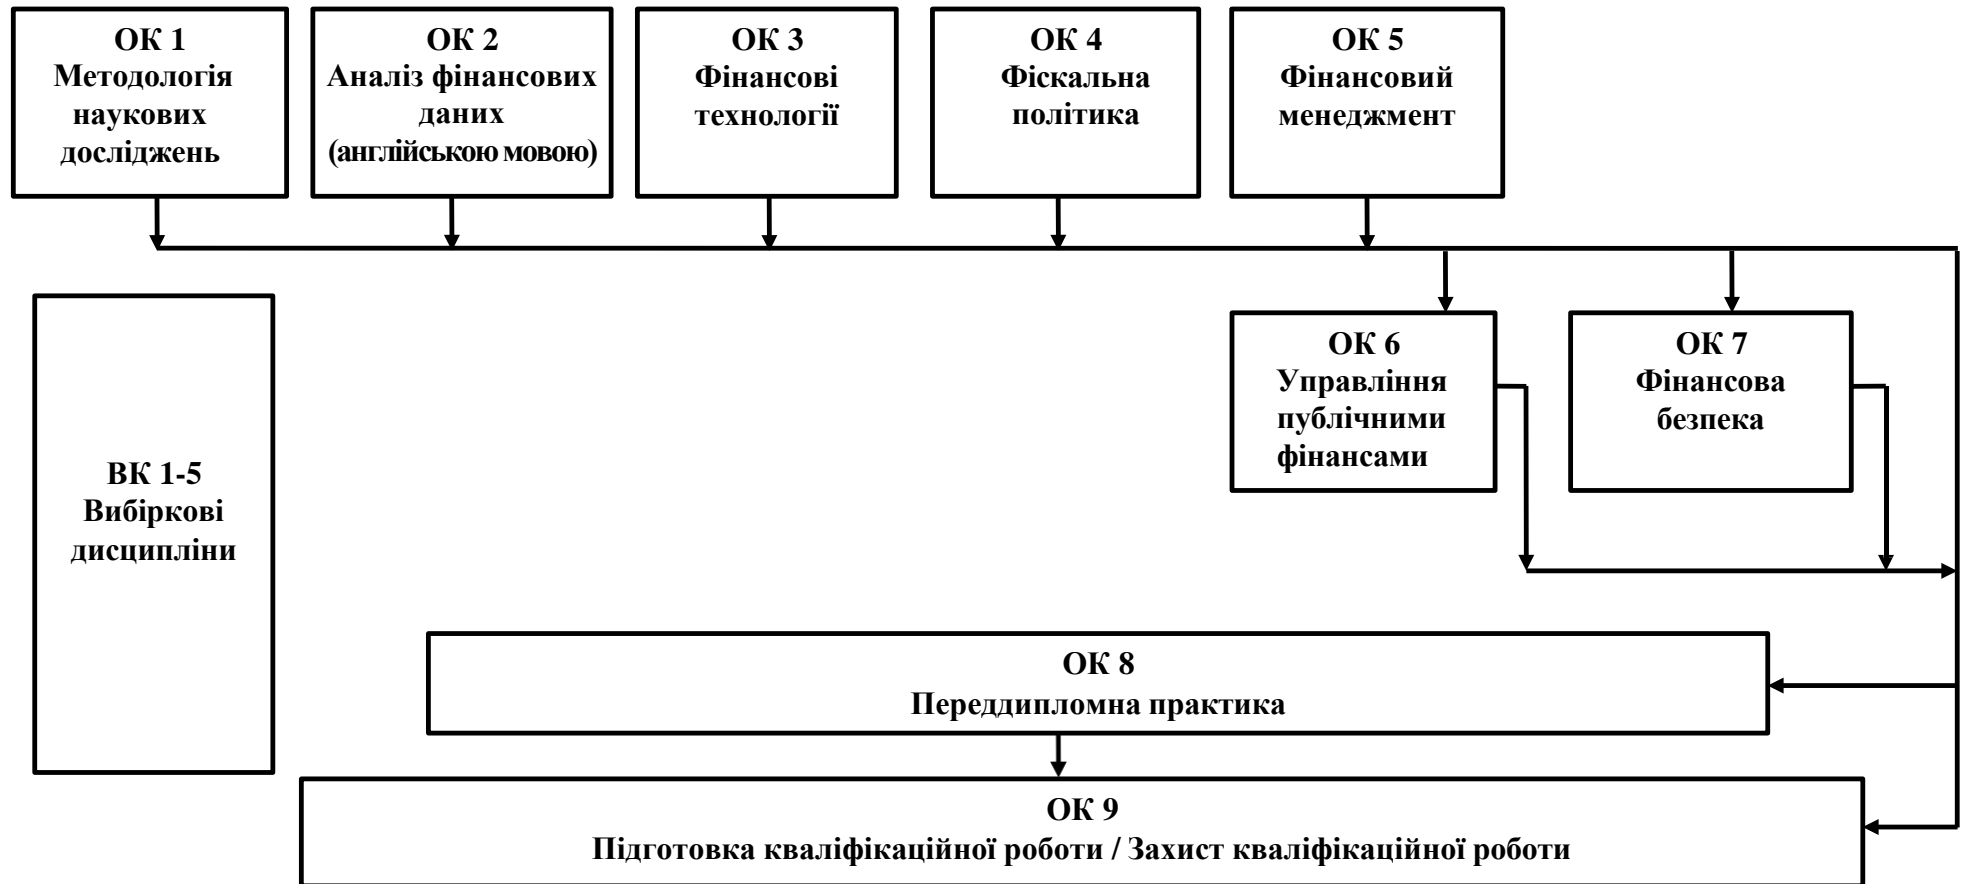 ОК 1
Методологія
наукових
досліджень
ОК 2
Аналіз фінансових
даних
(англійською мовою)
ОК 3
Фінансові
технології
ОК 4
Фіскальна
політика
ОК 5
Фінансовий
менеджмент
ВК 1-5
Вибіркові
дисципліни
ОК 6
Управління
публічними
фінансами
ОК 7
Фінансова
безпека
ОК 8
Переддипломна практика
ОК 9
Підготовка кваліфікаційної роботи / Захист кваліфікаційної роботи